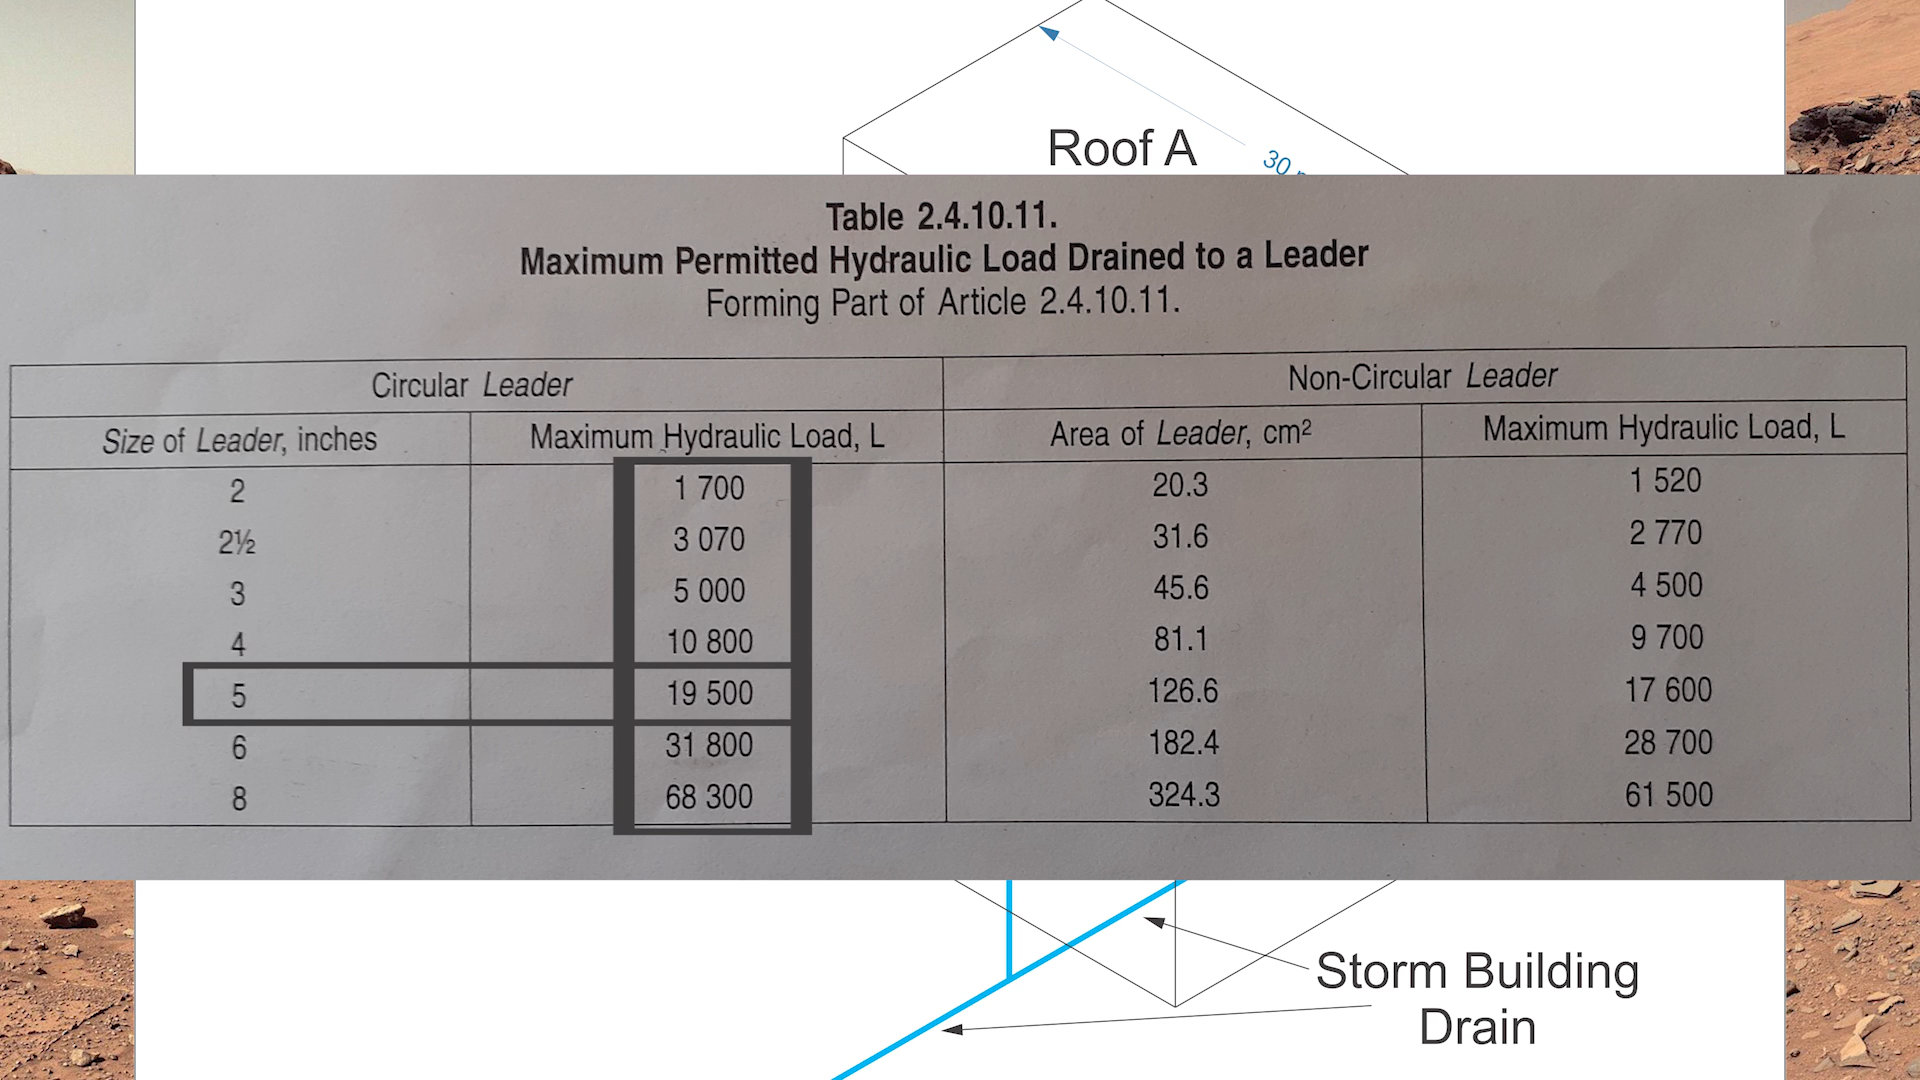 Roof A
30
Table 2.4.10.11.
Maximum Permitted Hydraulic Load Drained to a Leader
Forming Part of Article 2.4.10.11.
Circular Leader Non-Circular Leader
Size of Leader, inches Maximum Hydraulic Load, L Area of Leader, cm² Maximum Hydraulic Load, L
2 1 700 20.3 1 520
2½ 3 070 31.6 2 770
3 5 000 45.6 4 500
4 10 800 81.1 9 700
5 19 500 126.6 17 600
6 31 800 182.4 28 700
8 68 300 324.3 61 500
Storm Building
Drain